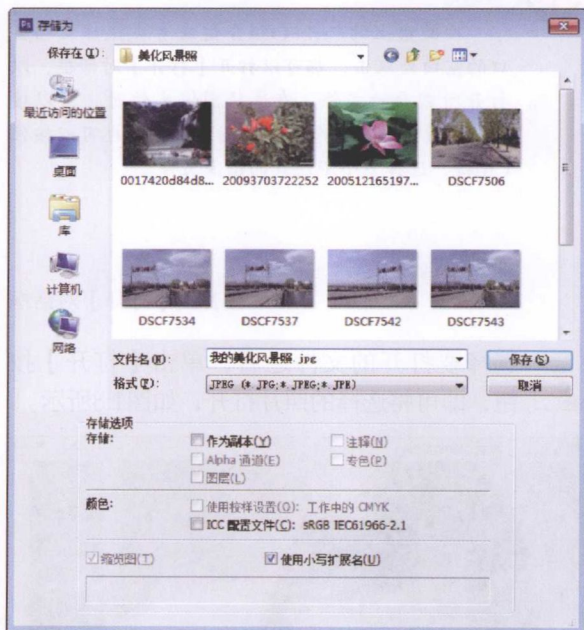 Ps 存储为
保存在(I): 美化风景照
最近访问的位置
桌面
库
计算机
网络
0017420d84d8... 20093703722252 200512165197... DSCF7506
DSCF7534 DSCF7537 DSCF7542 DSCF7543
文件名(N): 我的美化风景照.jpg 保存(S)
格式(F): JPEG (*.JPG;*.JPEG;*.JPE) 取消
存储选项
存储: 作为副本(Y) 注释(N)
Alpha 通道(E) 专色(P)
图层(L)
颜色: 使用校样设置(O): 工作中的 CMYK
ICC 配置文件(C): sRGB IEC61966-2.1
缩览图(T) 使用小写扩展名(U)